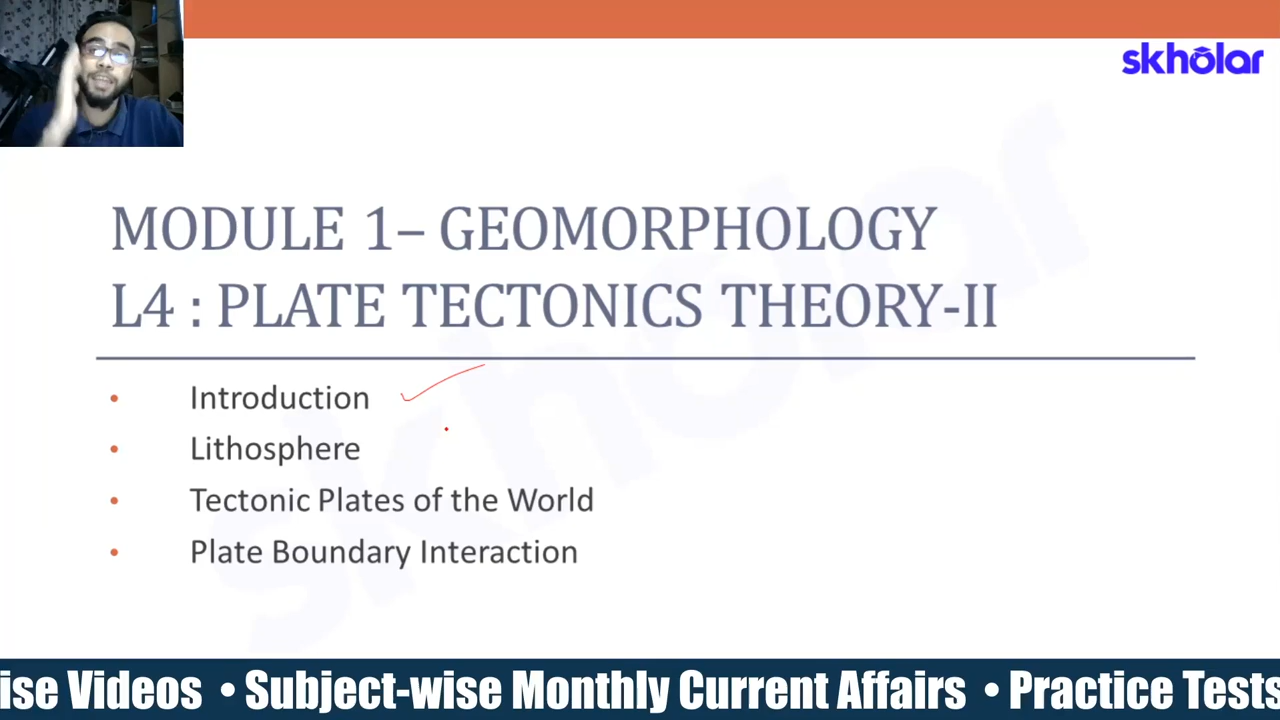 skhôlar
MODULE 1– GEOMORPHOLOGY
L4 : PLATE TECTONICS THEORY-II
• Introduction
• Lithosphere
• Tectonic Plates of the World
• Plate Boundary Interaction
skholar
ise Videos • Subject-wise Monthly Current Affairs • Practice Tests